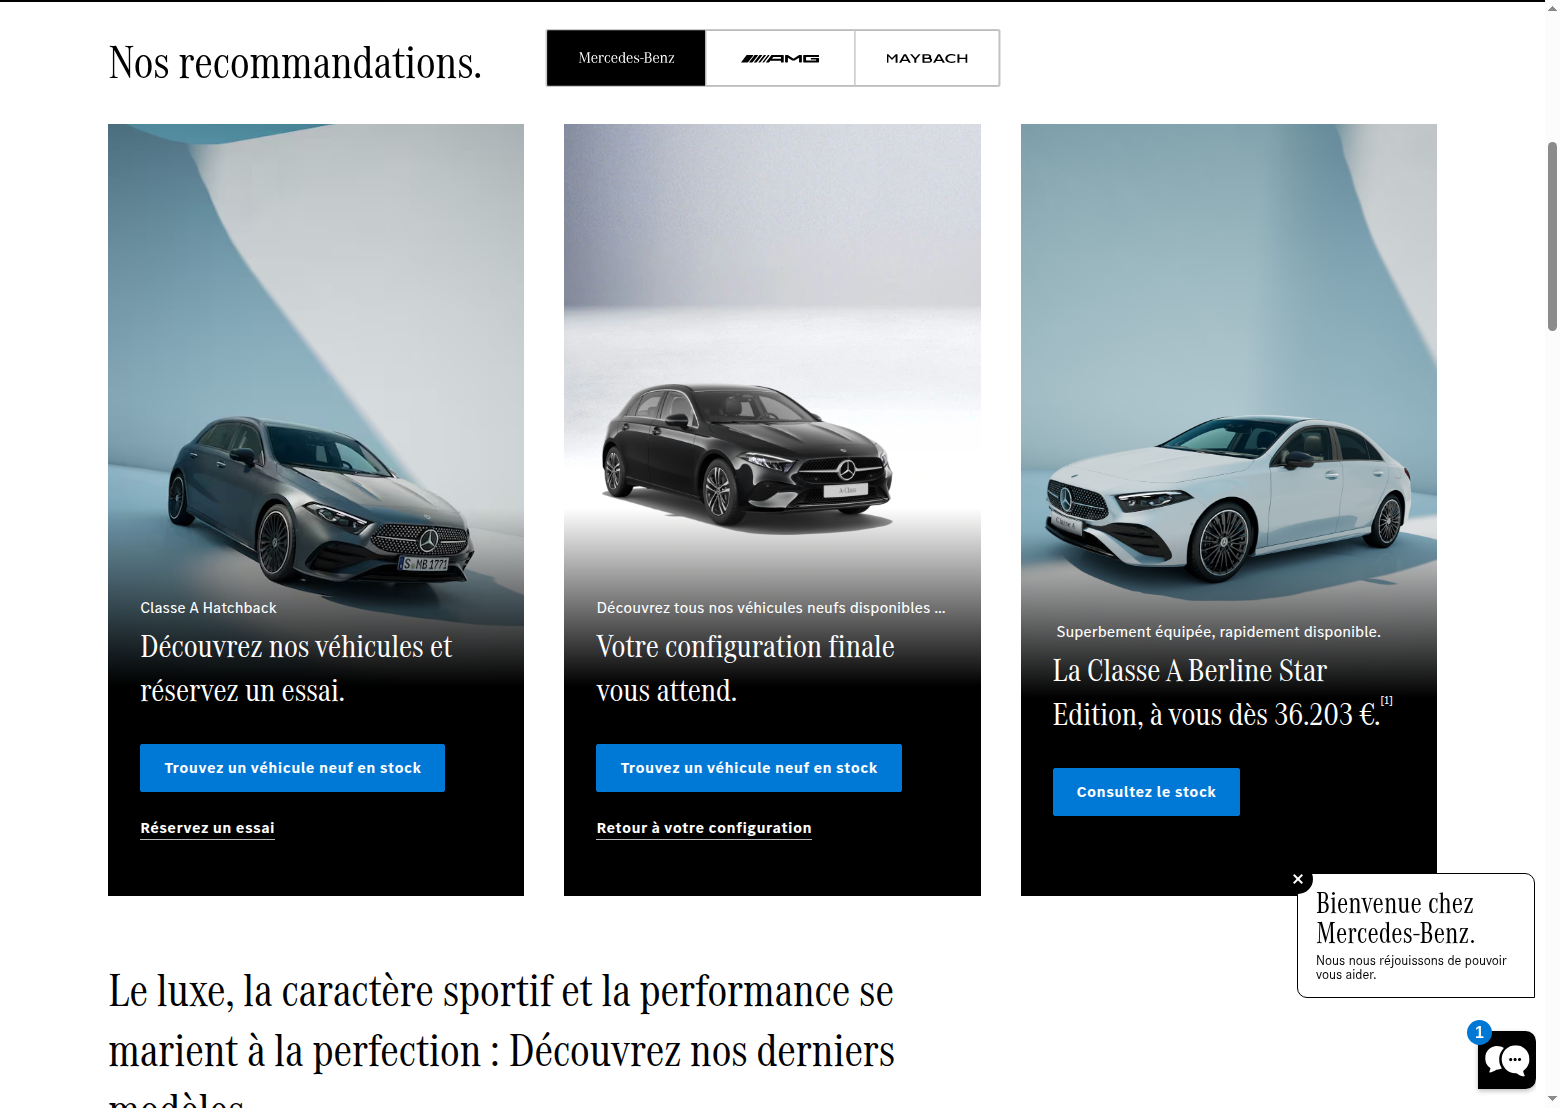 Nos recommandations.
Mercedes-Benz
AMG
MAYBACH
S MB 1771
Classe A Hatchback
Découvrez nos véhicules et
réservez un essai.
Trouvez un véhicule neuf en stock
Réservez un essai
A-Class
Découvrez tous nos véhicules neufs disponibles ...
Votre configuration finale
vous attend.
Trouvez un véhicule neuf en stock
Retour à votre configuration
Classe A
Superbement équipée, rapidement disponible.
La Classe A Berline Star
Edition, à vous dès 36.203 €.[1]
Consultez le stock
Bienvenue chez
Mercedes-Benz.
Nous nous réjouissons de pouvoir
vous aider.
1
Le luxe, la caractère sportif et la performance se
marient à la perfection : Découvrez nos derniers
modèles